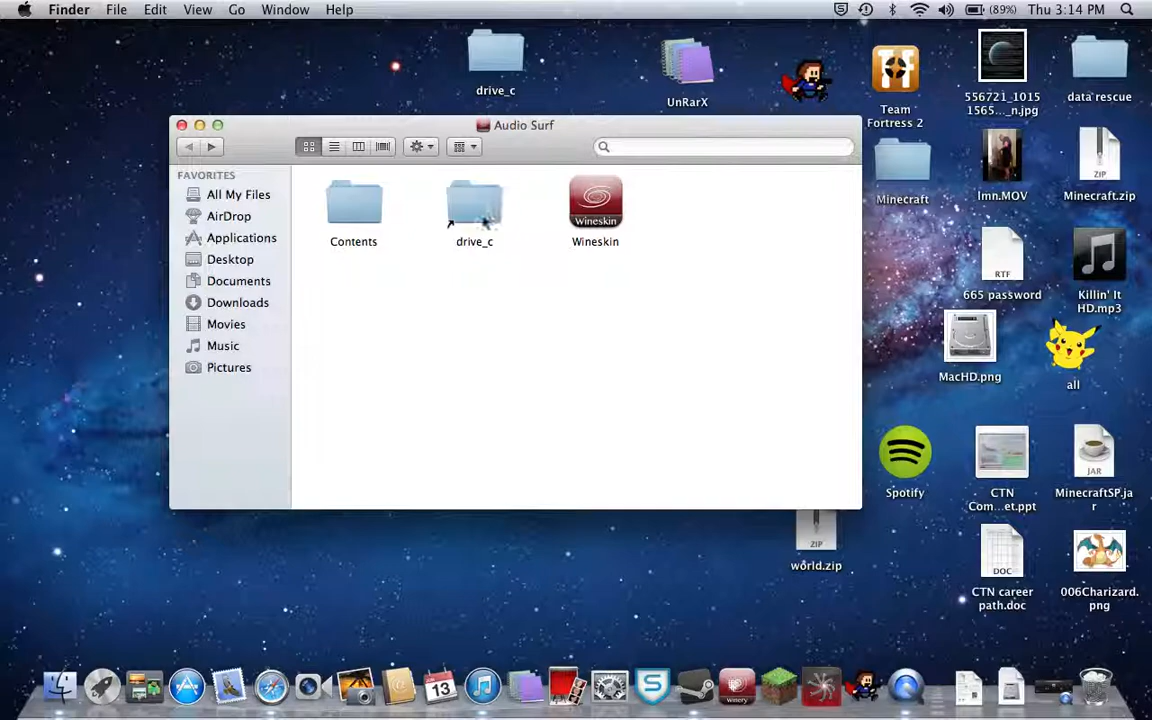 Finder File Edit View Go Window Help
(89%) Thu 3:14 PM
drive_c
UnRarX
Team
Fortress 2
556721_1015
1565..._n.jpg
data rescue
Audio Surf
FAVORITES
All My Files
AirDrop
Applications
Desktop
Documents
Downloads
Movies
Music
Pictures
Contents
drive_c
Wineskin
Wineskin
Minecraft
lmn.MOV
ZIP
Minecraft.zip
RTF
665 password
Killin' It
HD.mp3
MacHD.png
all
Spotify
CTN
Com...et.ppt
JAR
MinecraftSP.ja
r
ZIP
world.zip
DOC
CTN career
path.doc
006Charizard.
png
13
winery